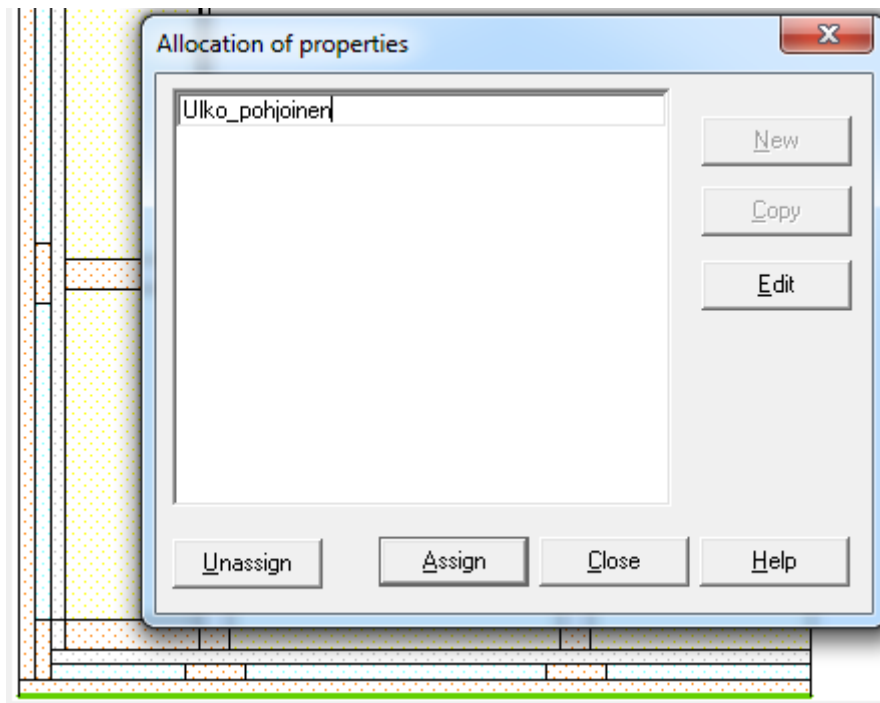 Allocation of properties
Ulko_pohjoinen
New
Copy
Edit
Unassign
Assign
Close
Help